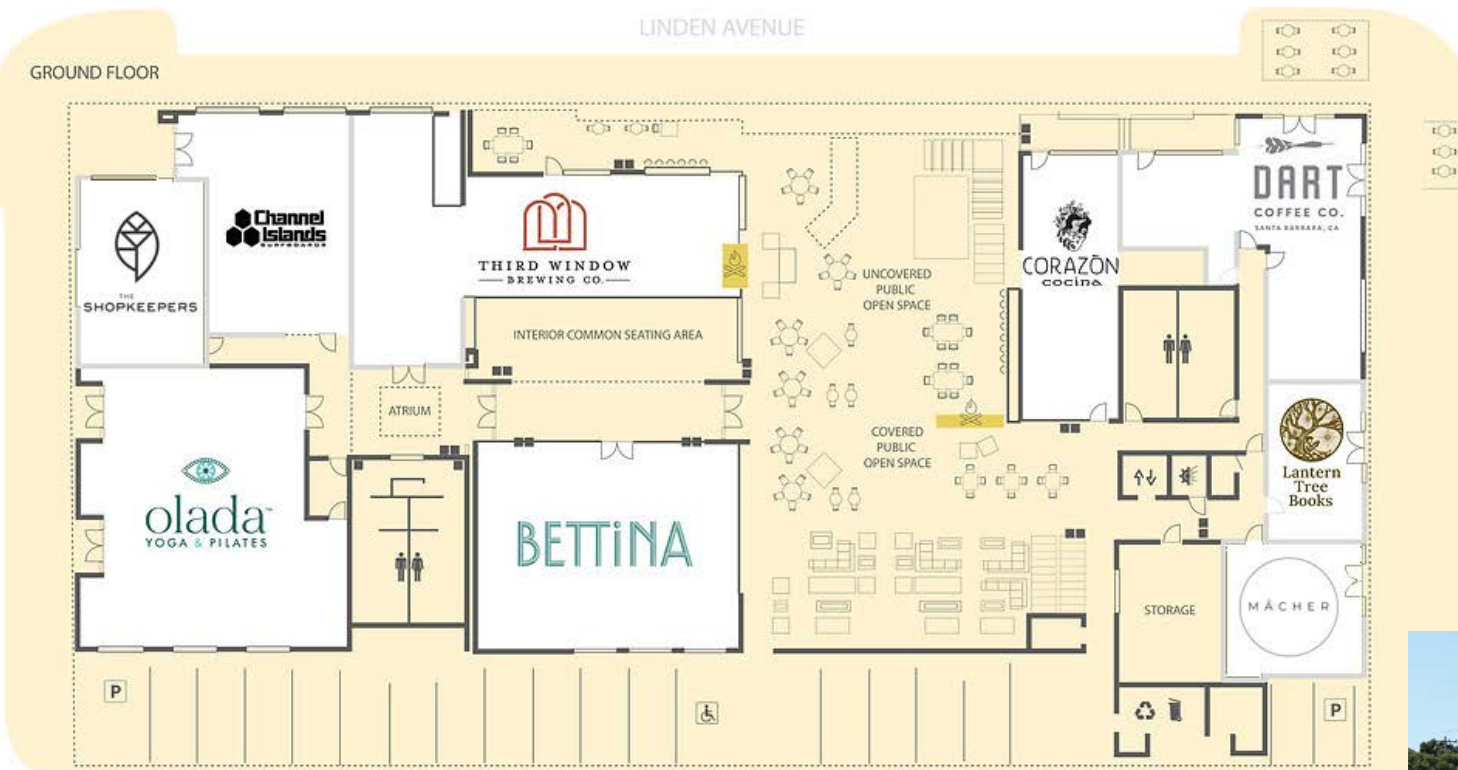 LINDEN AVENUE
GROUND FLOOR
THE
SHOPKEEPERS
Channel
Islands
SURFBOARDS
THIRD WINDOW
BREWING CO.
INTERIOR COMMON SEATING AREA
ATRIUM
olada™
YOGA & PILATES
BETTiNA
UNCOVERED
PUBLIC
OPEN SPACE
COVERED
PUBLIC
OPEN SPACE
CORAZŌN
cocina
DART
COFFEE CO.
SANTA BARBARA, CA
Lantern
Tree
Books
STORAGE
MÄCHER
P
P